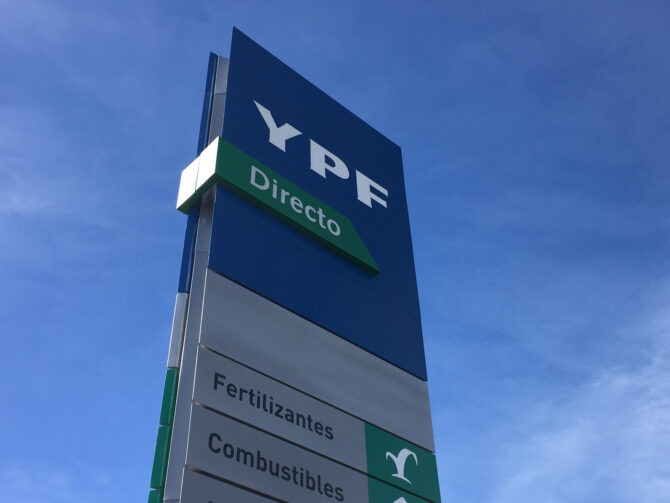 YPF
Directo
Fertilizantes
Combustibles